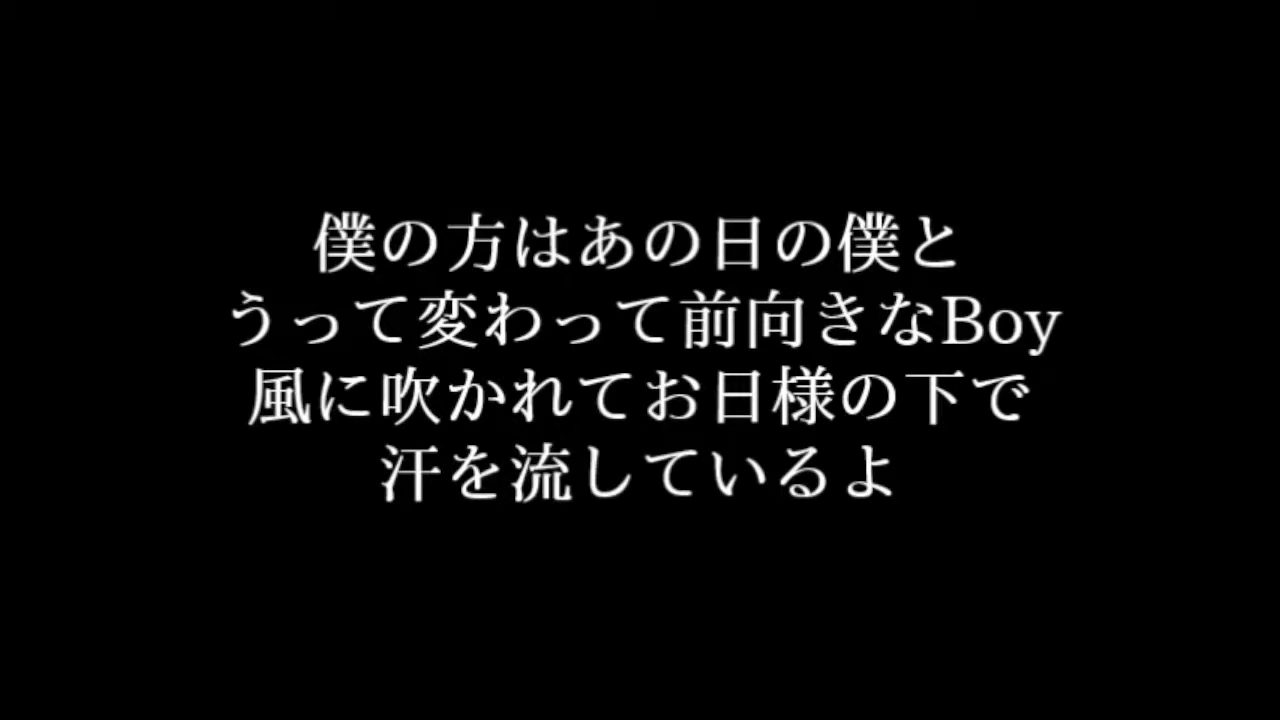 僕の方はあの日の僕と
うって変わって前向きなBoy
風に吹かれてお日様の下で
汗を流しているよ